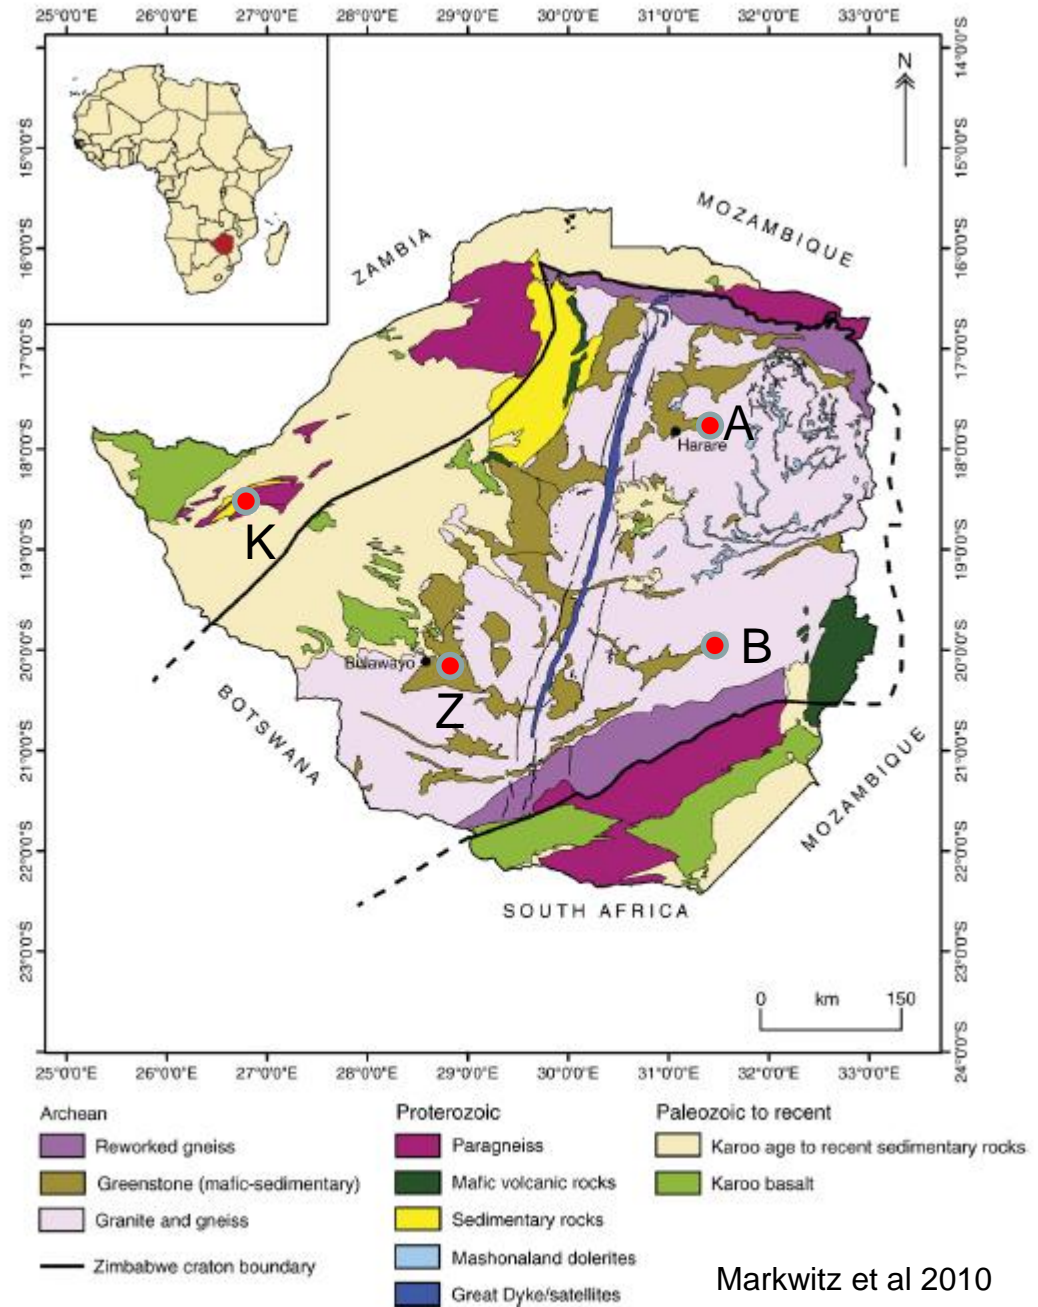 25°0'0"E 26°0'0"E 27°0'0"E 28°0'0"E 29°0'0"E 30°0'0"E 31°0'0"E 32°0'0"E 33°0'0"E
14°0'0"S
N
15°0'0"S
15°0'0"S
MOZAMBIQUE
ZAMBIA
16°0'0"S
16°0'0"S
17°0'0"S
17°0'0"S
A
Harare
18°0'0"S
18°0'0"S
K
19°0'0"S
19°0'0"S
B
20°0'0"S
20°0'0"S
Bulawayo
Z
BOTSWANA
21°0'0"S
21°0'0"S
MOZAMBIQUE
22°0'0"S
22°0'0"S
SOUTH AFRICA
23°0'0"S
23°0'0"S
0 km 150
24°0'0"S
25°0'0"E 26°0'0"E 27°0'0"E 28°0'0"E 29°0'0"E 30°0'0"E 31°0'0"E 32°0'0"E 33°0'0"E
Archean
Reworked gneiss
Greenstone (mafic-sedimentary)
Granite and gneiss
Zimbabwe craton boundary
Proterozoic
Paragneiss
Mafic volcanic rocks
Sedimentary rocks
Mashonaland dolerites
Great Dyke/satellites
Paleozoic to recent
Karoo age to recent sedimentary rocks
Karoo basalt
Markwitz et al 2010